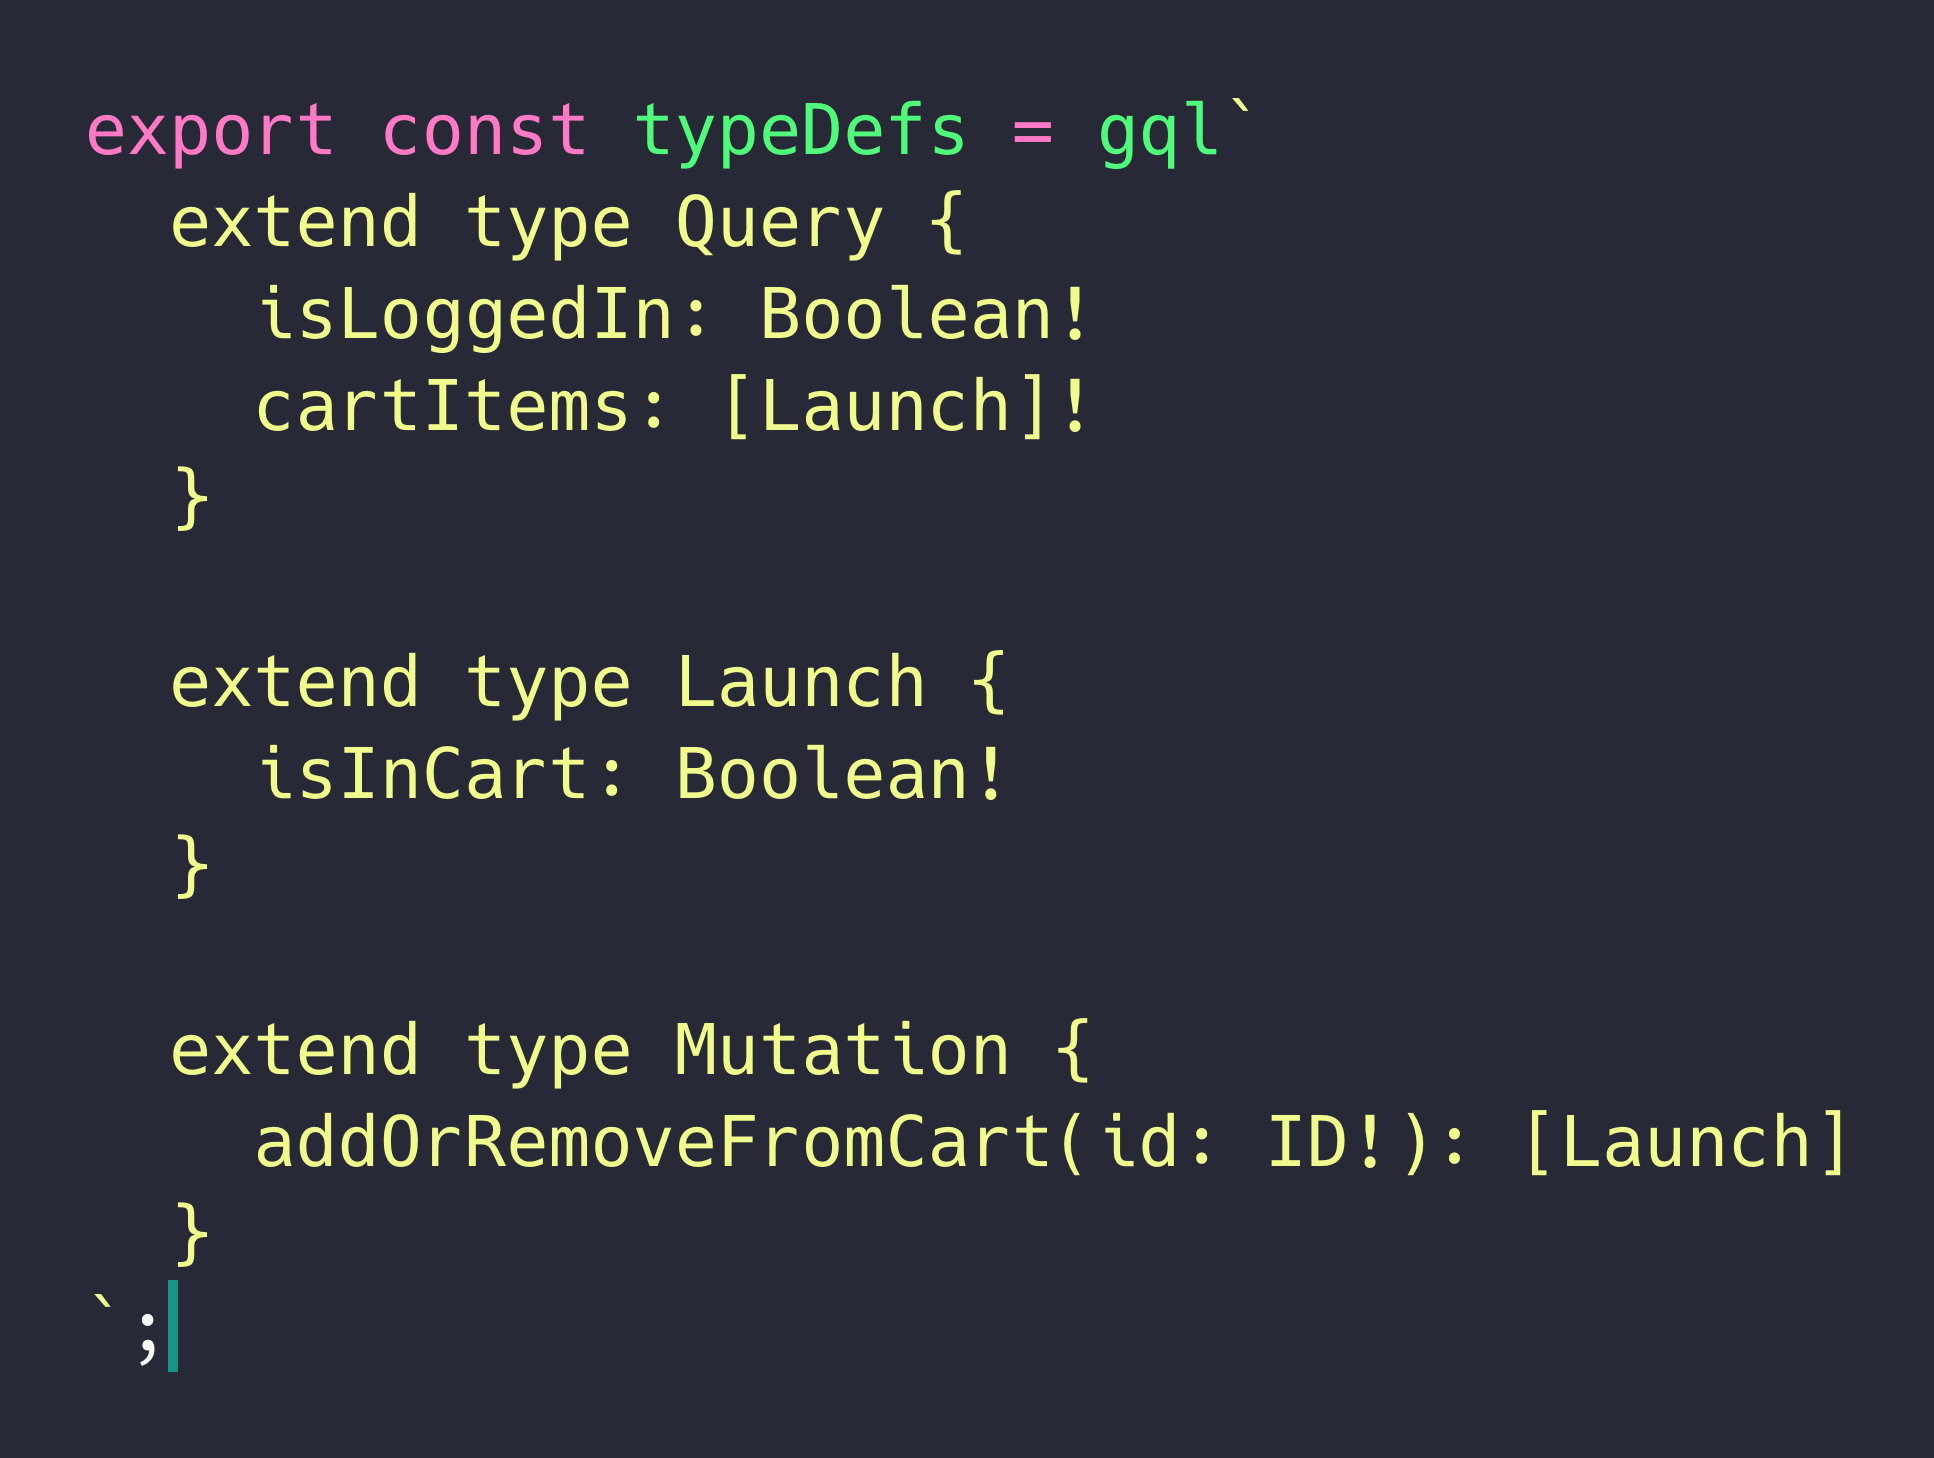 export const typeDefs = gql`
  extend type Query {
    isLoggedIn: Boolean!
    cartItems: [Launch]!
  }

  extend type Launch {
    isInCart: Boolean!
  }

  extend type Mutation {
    addOrRemoveFromCart(id: ID!): [Launch]
  }
`;